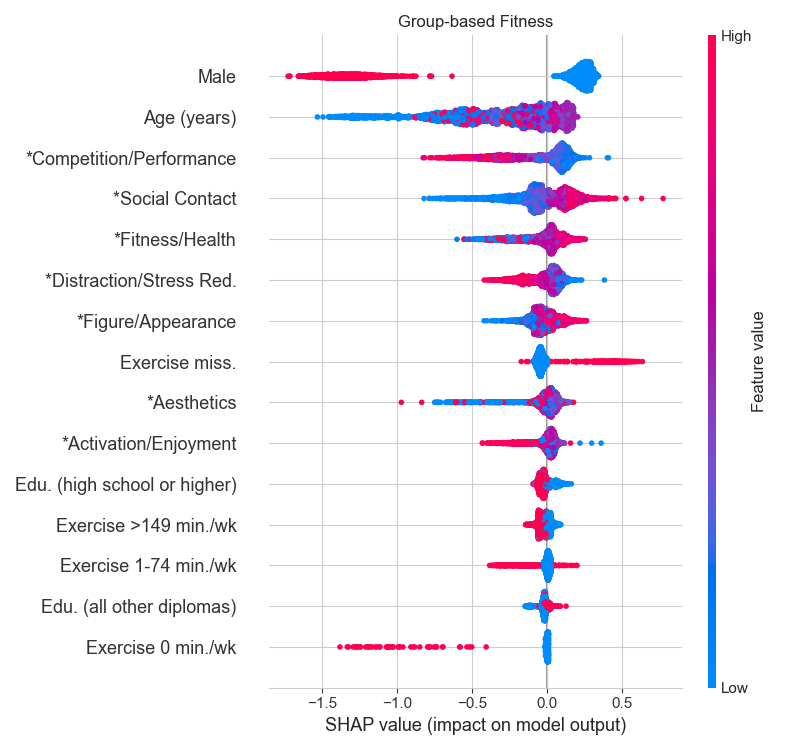 Group-based Fitness
High
Male
Age (years)
*Competition/Performance
*Social Contact
*Fitness/Health
*Distraction/Stress Red.
*Figure/Appearance
Exercise miss.
*Aesthetics
*Activation/Enjoyment
Edu. (high school or higher)
Exercise >149 min./wk
Exercise 1-74 min./wk
Edu. (all other diplomas)
Exercise 0 min./wk
Feature value
Low
−1.5 −1.0 −0.5 0.0 0.5
SHAP value (impact on model output)